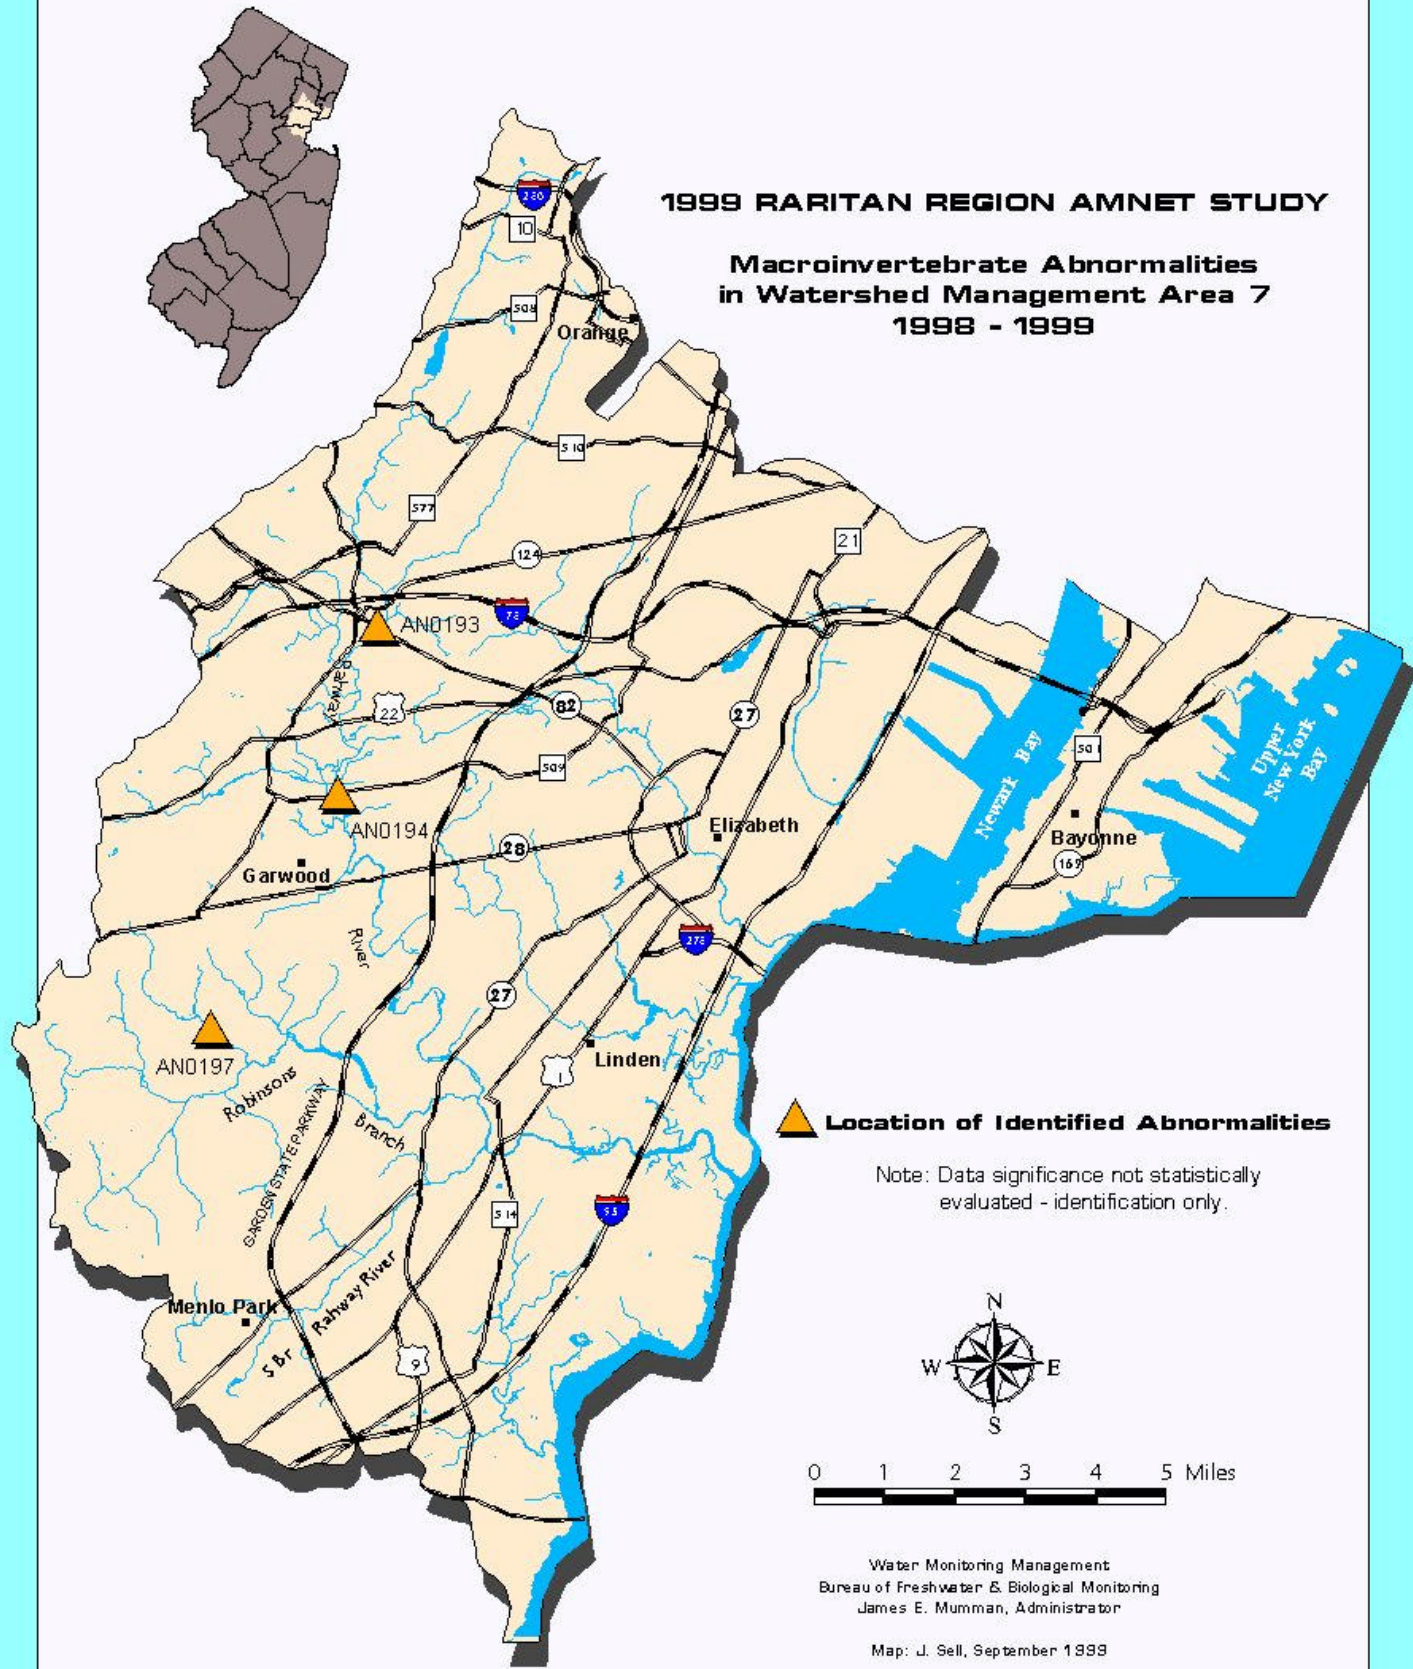 1999 RARITAN REGION AMNET STUDY
Macroinvertebrate Abnormalities
in Watershed Management Area 7
1998 - 1999
280
10
508
Orange
510
577
124
21
78
AN0193
Rahway
22
82
27
509
AN0194
Newark Bay
501
Upper
New York
Bay
Elizabeth
Bayonne
28
169
Garwood
River
278
27
AN0197
Linden
1
Robinsons
Branch
GARDEN STATE PARKWAY
514
95
Menlo Park
Rahway River
S Br
9
Location of Identified Abnormalities
Note: Data significance not statistically
evaluated - identification only.
N
W E
S
0 1 2 3 4 5 Miles
Water Monitoring Management
Bureau of Freshwater & Biological Monitoring
James E. Mumman, Administrator
Map: J. Sell, September 1999